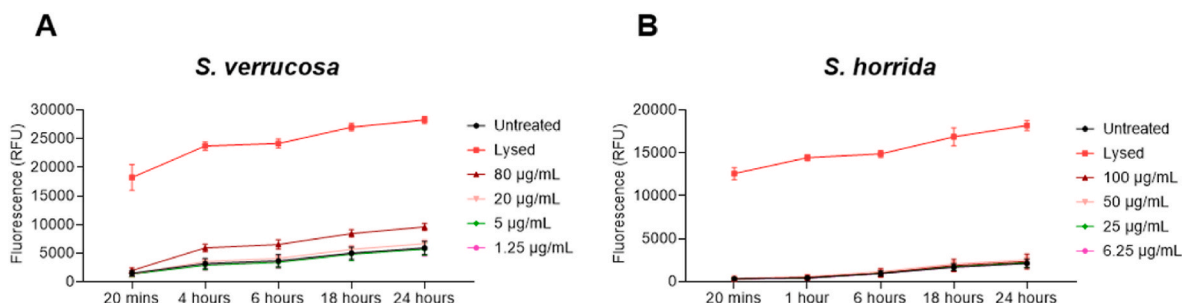 A
S. verrucosa
Fluorescence (RFU)
30000
25000
20000
15000
10000
5000
0
20 mins
4 hours
6 hours
18 hours
24 hours
Untreated
Lysed
80 µg/mL
20 µg/mL
5 µg/mL
1.25 µg/mL
B
S. horrida
Fluorescence (RFU)
20000
15000
10000
5000
0
20 mins
1 hour
6 hours
18 hours
24 hours
Untreated
Lysed
100 µg/mL
50 µg/mL
25 µg/mL
6.25 µg/mL